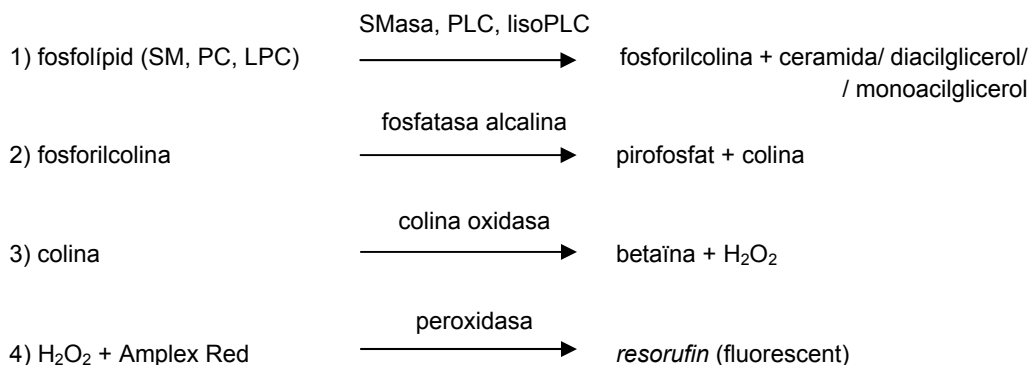 SMasa, PLC, lisoPLC
1) fosfolípid (SM, PC, LPC)
fosforilcolina + ceramida/ diacilglicerol/
/ monoacilglicerol
fosfatasa alcalina
2) fosforilcolina
pirofosfat + colina
colina oxidasa
3) colina
betaïna + H₂O₂
peroxidasa
4) H₂O₂ + Amplex Red
resorufin (fluorescent)